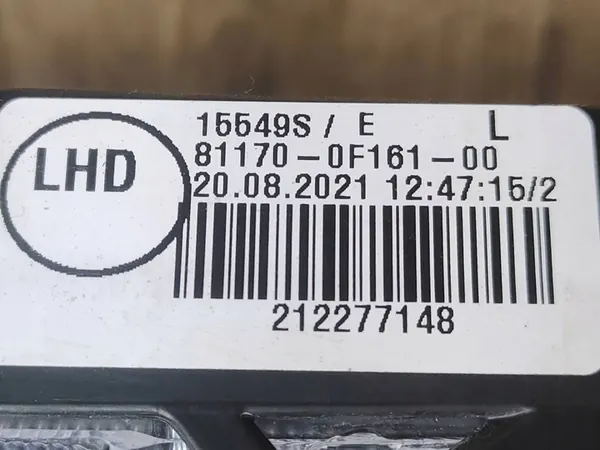 LHD
15549S / E L
81170-0F161-00
20.08.2021 12:47:15/2
212277148